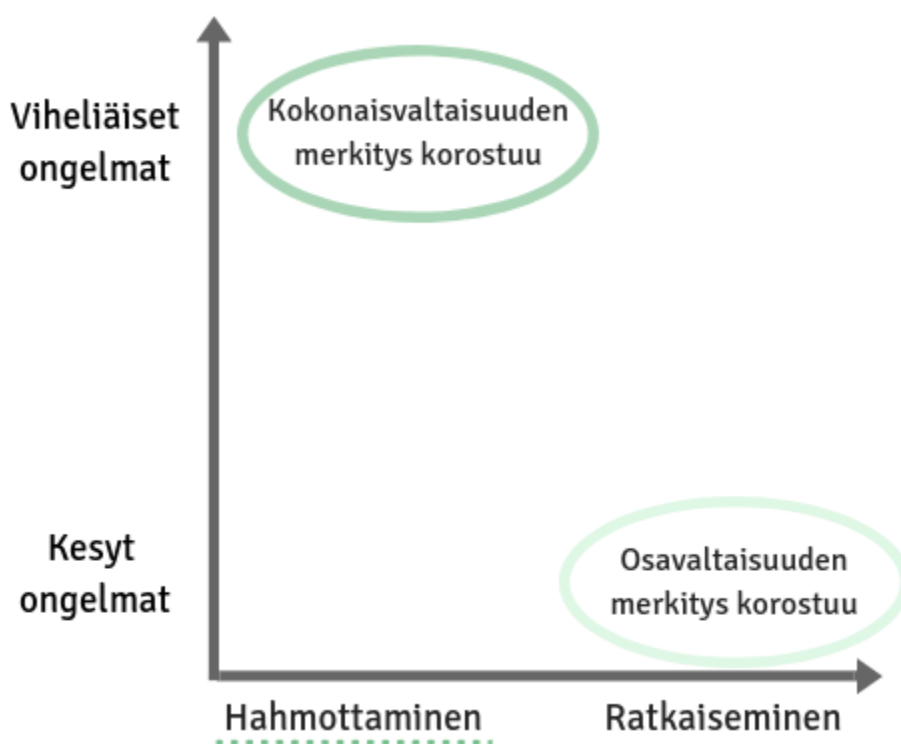 Viheliäiset
ongelmat
Kokonaisvaltaisuuden
merkitys korostuu
Kesyt
ongelmat
Osavaltaisuuden
merkitys korostuu
Hahmottaminen
Ratkaiseminen